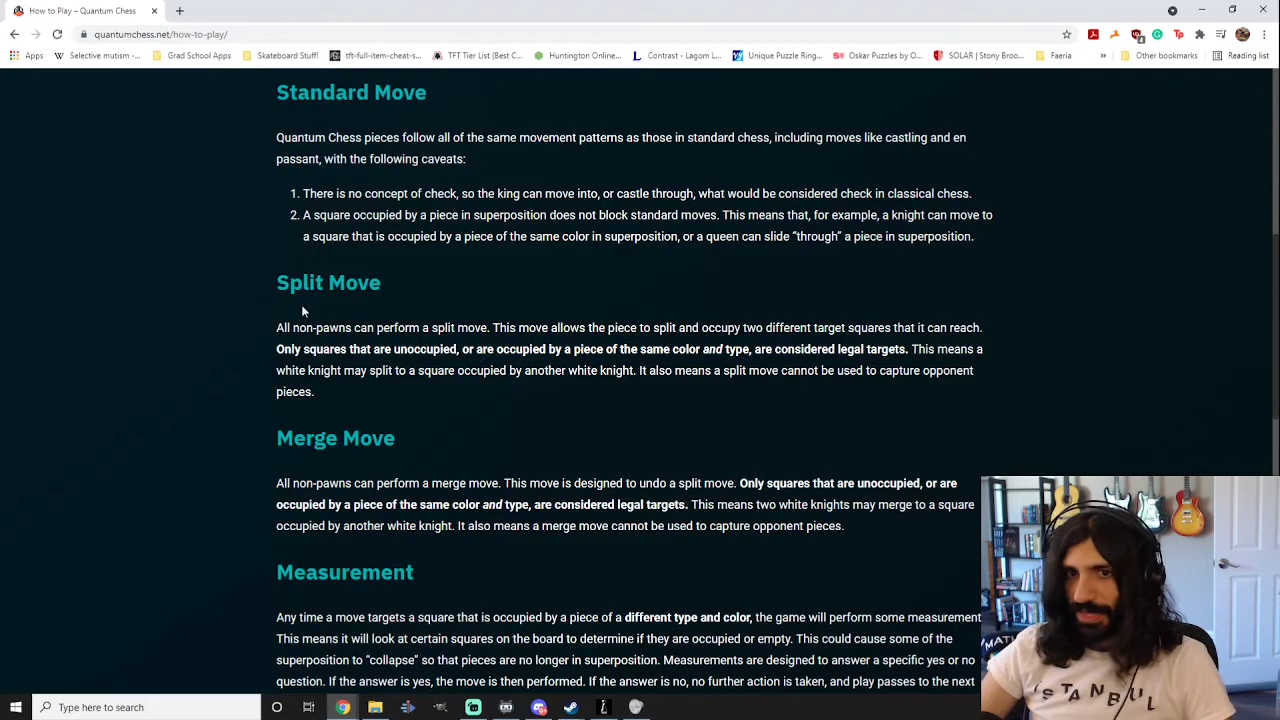 How to Play – Quantum Chess
quantumchess.net/how-to-play/
Apps
Selective mutism -...
Grad School Apps
Skateboard Stuff!
tft-full-item-cheat-s...
TFT Tier List (Best C...
Huntington Online...
Contrast - Lagom L...
Unique Puzzle Ring...
Oskar Puzzles by O...
SOLAR | Stony Broo...
Faeria
»
Other bookmarks
Reading list
Standard Move
Quantum Chess pieces follow all of the same movement patterns as those in standard chess, including moves like castling and en
passant, with the following caveats:
1. There is no concept of check, so the king can move into, or castle through, what would be considered check in classical chess.
2. A square occupied by a piece in superposition does not block standard moves. This means that, for example, a knight can move to
a square that is occupied by a piece of the same color in superposition, or a queen can slide “through” a piece in superposition.
Split Move
All non-pawns can perform a split move. This move allows the piece to split and occupy two different target squares that it can reach.
Only squares that are unoccupied, or are occupied by a piece of the same color and type, are considered legal targets. This means a
white knight may split to a square occupied by another white knight. It also means a split move cannot be used to capture opponent
pieces.
Merge Move
All non-pawns can perform a merge move. This move is designed to undo a split move. Only squares that are unoccupied, or are
occupied by a piece of the same color and type, are considered legal targets. This means two white knights may merge to a square
occupied by another white knight. It also means a merge move cannot be used to capture opponent pieces.
Measurement
Any time a move targets a square that is occupied by a piece of a different type and color, the game will perform some measurement
This means it will look at certain squares on the board to determine if they are occupied or empty. This could cause some of the
superposition to “collapse” so that pieces are no longer in superposition. Measurements are designed to answer a specific yes or no
question. If the answer is yes, the move is then performed. If the answer is no, no further action is taken, and play passes to the next
ISTANBUL
Type here to search